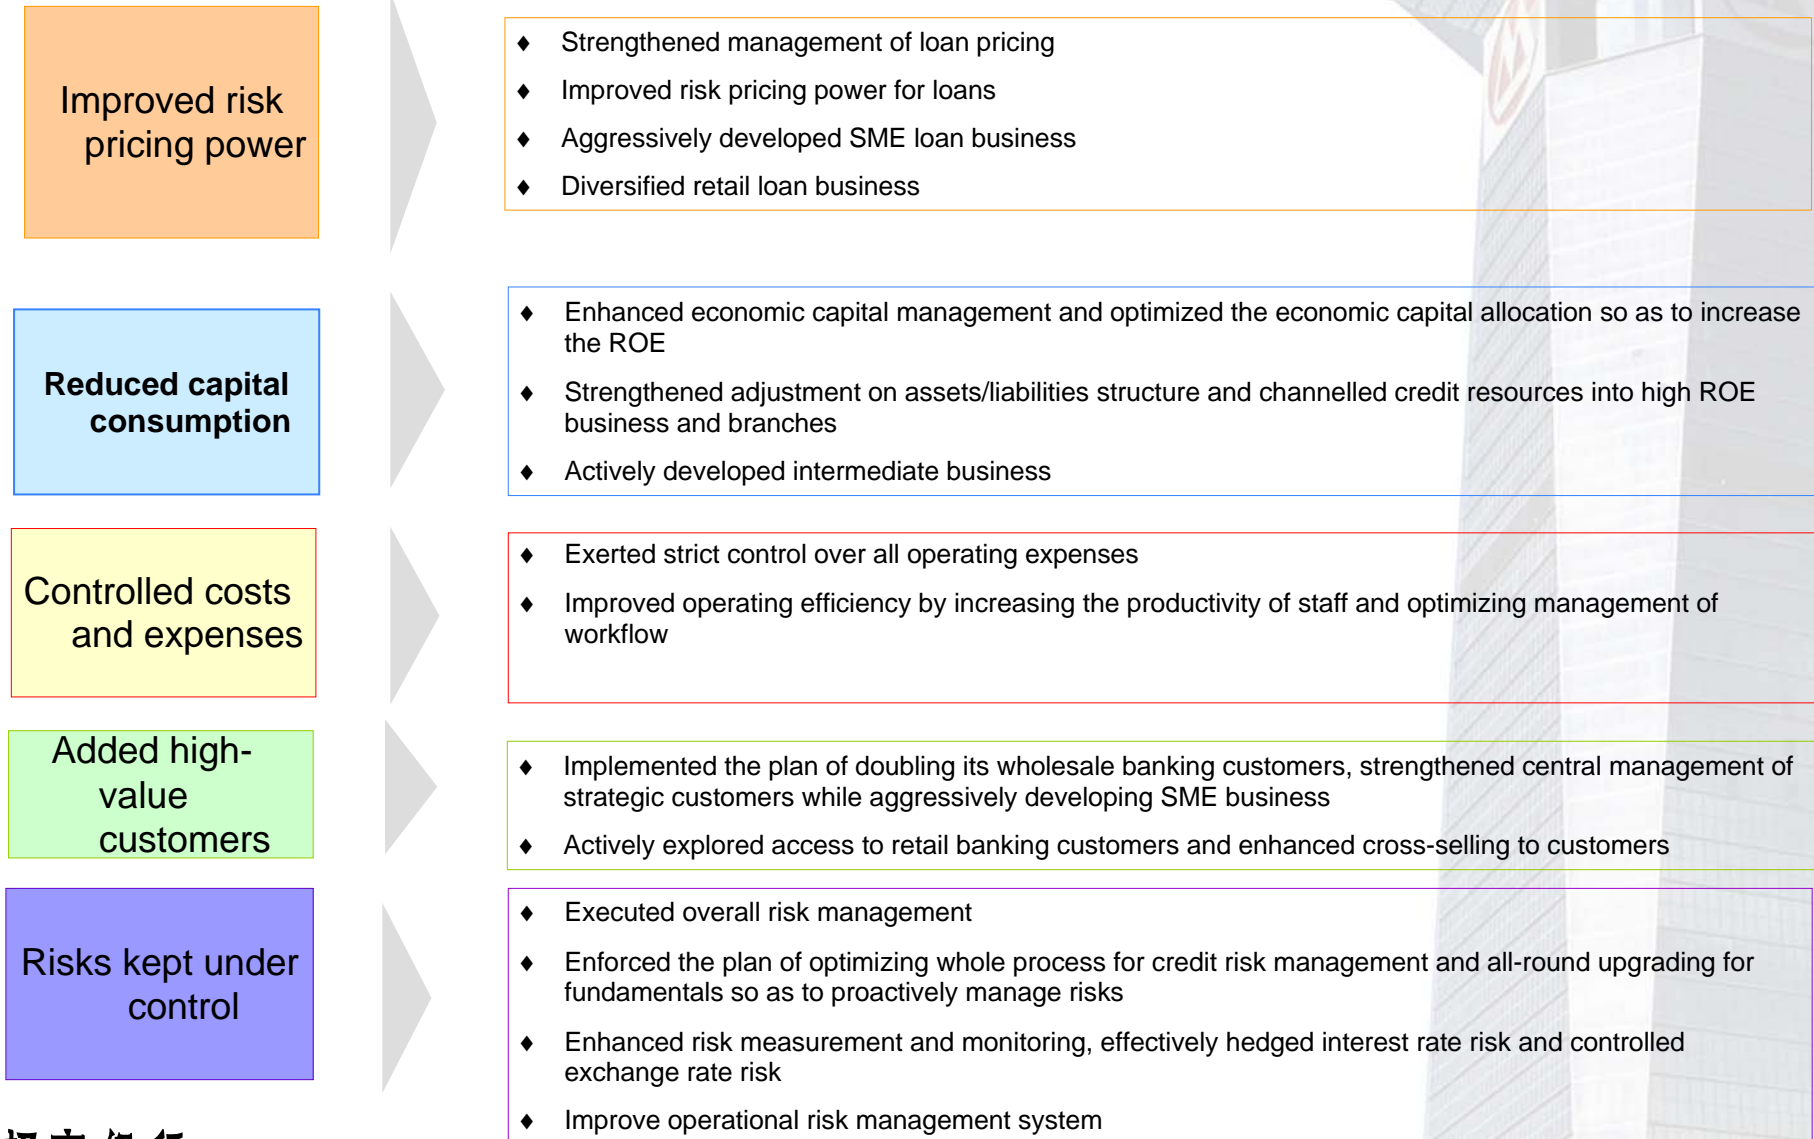 Improved risk
pricing power
♦ Strengthened management of loan pricing
♦ Improved risk pricing power for loans
♦ Aggressively developed SME loan business
♦ Diversified retail loan business
Reduced capital
consumption
♦ Enhanced economic capital management and optimized the economic capital allocation so as to increase
the ROE
♦ Strengthened adjustment on assets/liabilities structure and channelled credit resources into high ROE
business and branches
♦ Actively developed intermediate business
Controlled costs
and expenses
♦ Exerted strict control over all operating expenses
♦ Improved operating efficiency by increasing the productivity of staff and optimizing management of
workflow
Added high-
value
customers
♦ Implemented the plan of doubling its wholesale banking customers, strengthened central management of
strategic customers while aggressively developing SME business
♦ Actively explored access to retail banking customers and enhanced cross-selling to customers
Risks kept under
control
♦ Executed overall risk management
♦ Enforced the plan of optimizing whole process for credit risk management and all-round upgrading for
fundamentals so as to proactively manage risks
♦ Enhanced risk measurement and monitoring, effectively hedged interest rate risk and controlled
exchange rate risk
♦ Improve operational risk management system